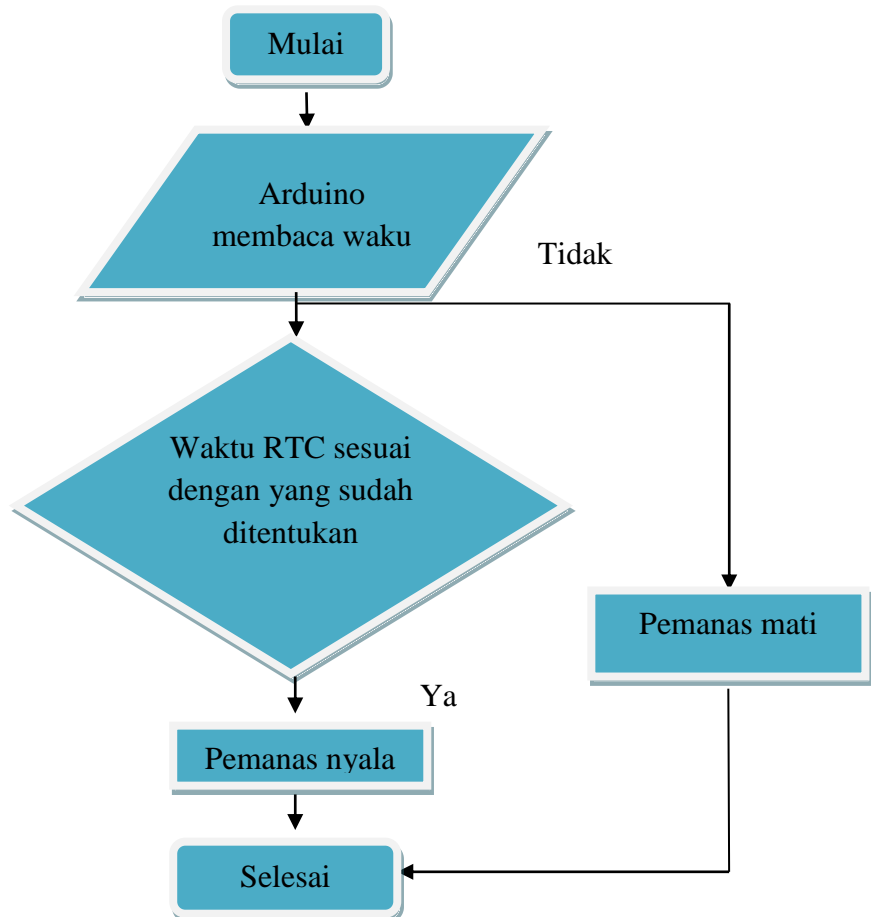 Mulai
Arduino
membaca waku
Tidak
Waktu RTC sesuai
dengan yang sudah
ditentukan
Pemanas mati
Ya
Pemanas nyala
Selesai